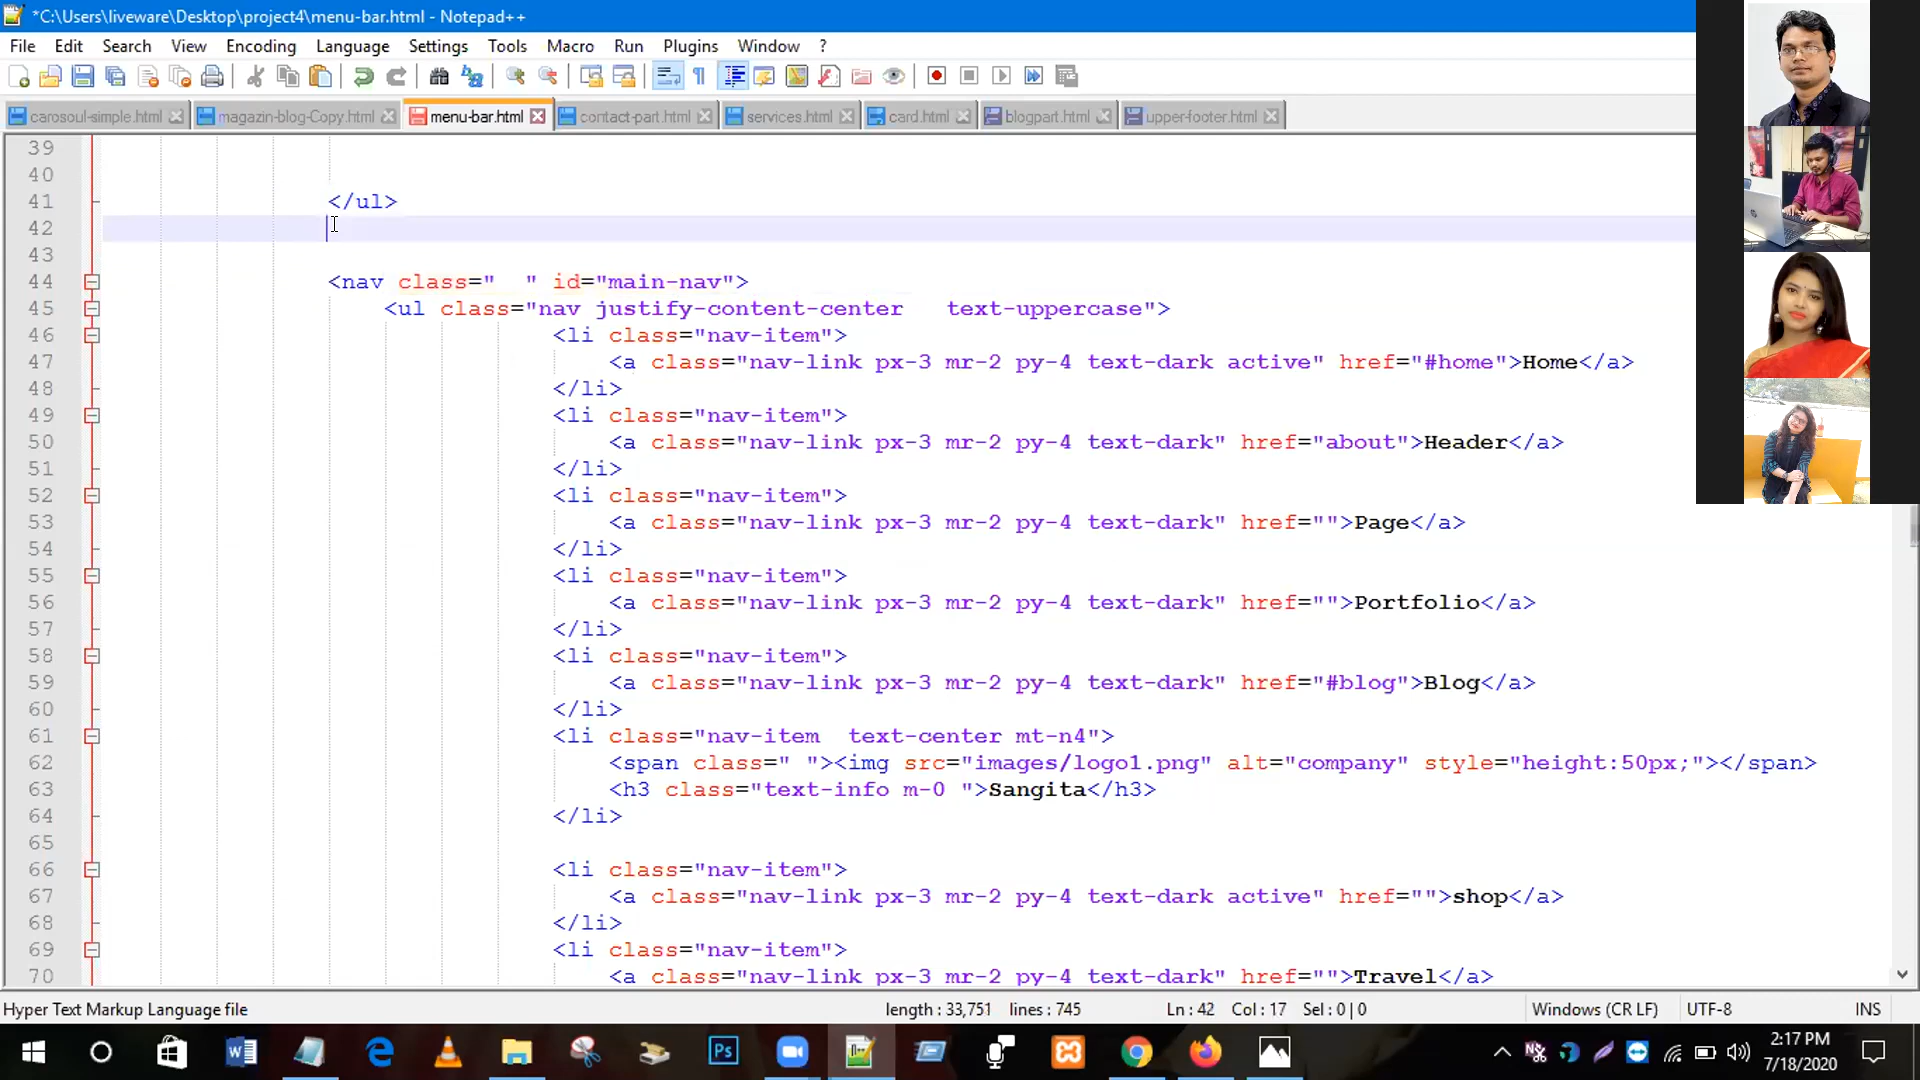 *C:\Users\liveware\Desktop\project4\menu-bar.html - Notepad++
File Edit Search View Encoding Language Settings Tools Macro Run Plugins Window ?
carosoul-simple.html magazin-blog-Copy.html menu-bar.html contact-part.html services.html card.html blogpart.html upper-footer.html
39
40
41 </ul>
42
43
44 <nav class="  " id="main-nav">
45 <ul class="nav justify-content-center   text-uppercase">
46 <li class="nav-item">
47 <a class="nav-link px-3 mr-2 py-4 text-dark active" href="#home">Home</a>
48 </li>
49 <li class="nav-item">
50 <a class="nav-link px-3 mr-2 py-4 text-dark" href="about">Header</a>
51 </li>
52 <li class="nav-item">
53 <a class="nav-link px-3 mr-2 py-4 text-dark" href="">Page</a>
54 </li>
55 <li class="nav-item">
56 <a class="nav-link px-3 mr-2 py-4 text-dark" href="">Portfolio</a>
57 </li>
58 <li class="nav-item">
59 <a class="nav-link px-3 mr-2 py-4 text-dark" href="#blog">Blog</a>
60 </li>
61 <li class="nav-item  text-center mt-n4">
62 <span class=" "><img src="images/logo1.png" alt="company" style="height:50px;"></span>
63 <h3 class="text-info m-0 ">Sangita</h3>
64 </li>
65
66 <li class="nav-item">
67 <a class="nav-link px-3 mr-2 py-4 text-dark active" href="">shop</a>
68 </li>
69 <li class="nav-item">
70 <a class="nav-link px-3 mr-2 py-4 text-dark" href="">Travel</a>
Hyper Text Markup Language file length : 33,751 lines : 745 Ln : 42 Col : 17 Sel : 0 | 0 Windows (CR LF) UTF-8 INS
Ps
2:17 PM
7/18/2020